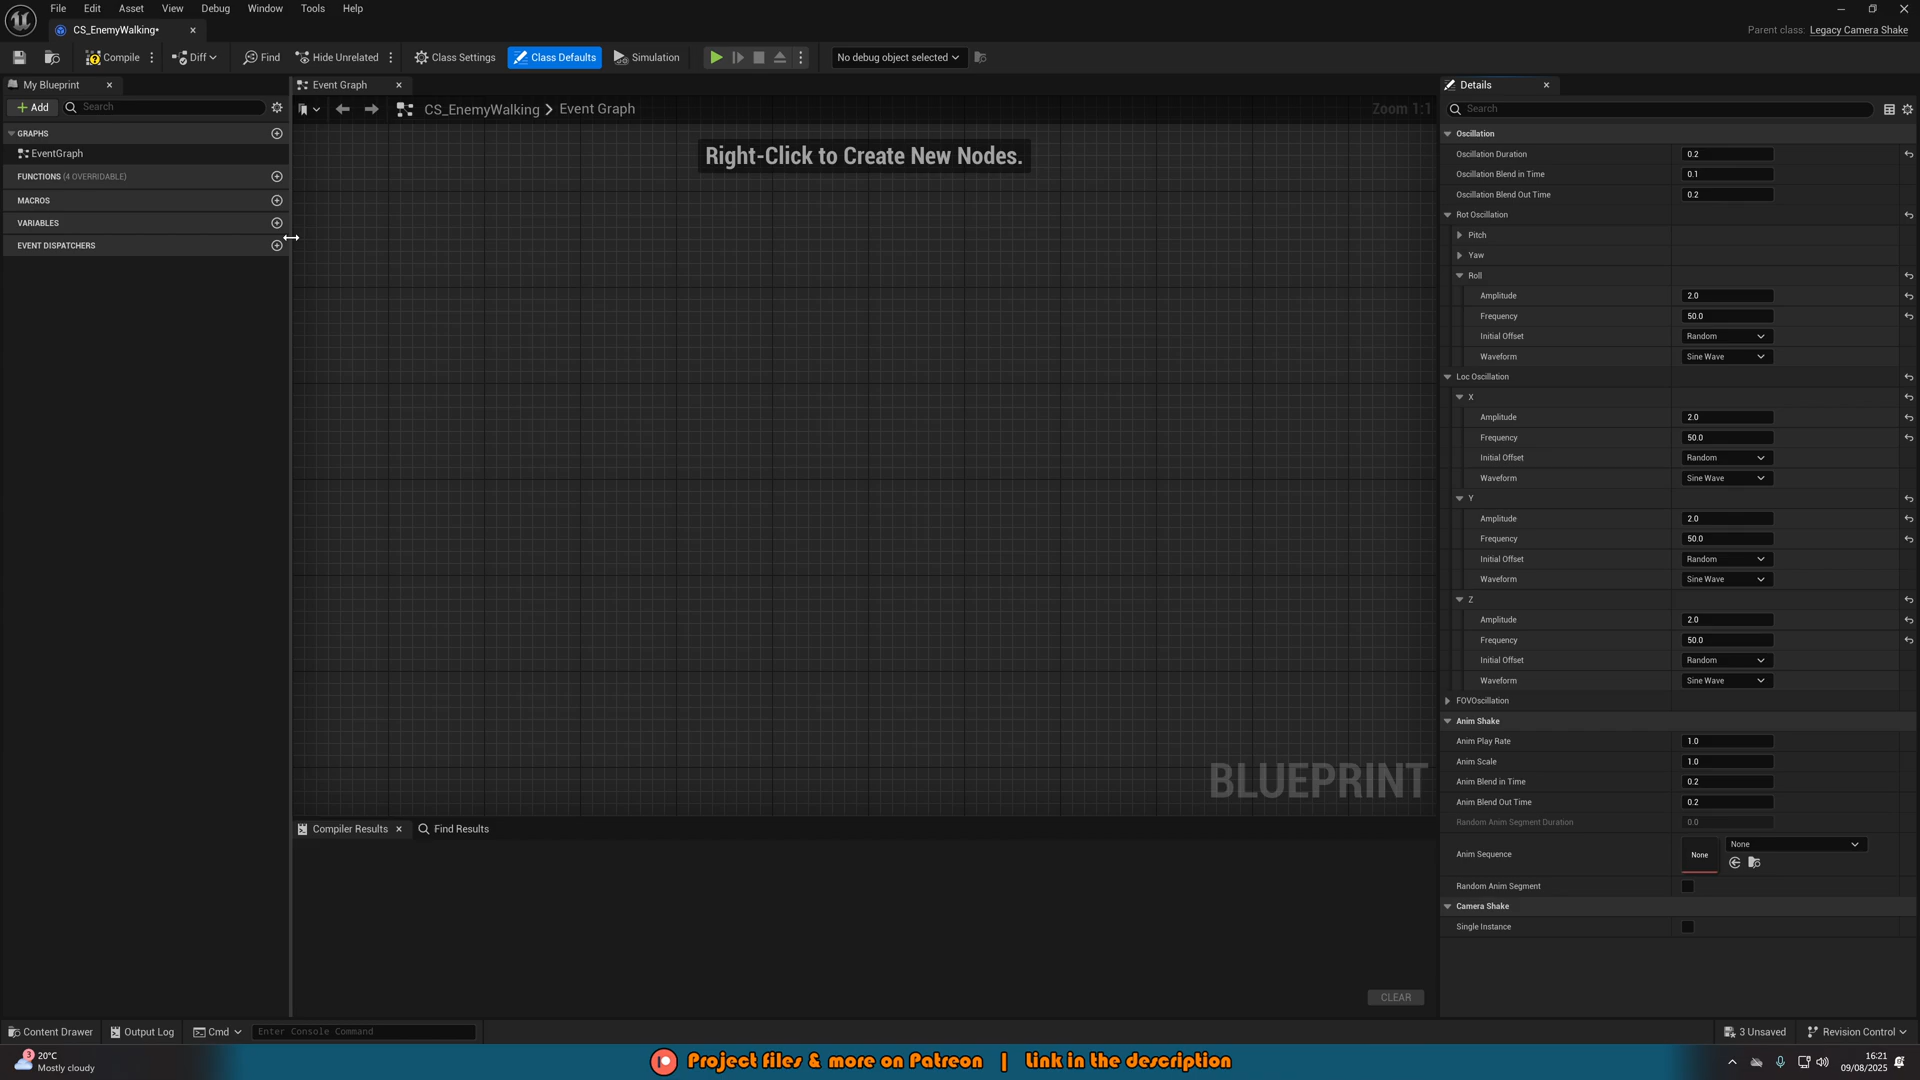 File Edit Asset View Debug Window Tools Help
CS_EnemyWalking*
Parent class: Legacy Camera Shake
Compile Diff Find Hide Unrelated Class Settings Class Defaults Simulation No debug object selected
My Blueprint
Event Graph
Details
+ Add Search
CS_EnemyWalking > Event Graph
Zoom 1:1
Search
GRAPHS
EventGraph
FUNCTIONS (4 OVERRIDABLE)
MACROS
VARIABLES
EVENT DISPATCHERS
Right-Click to Create New Nodes.
BLUEPRINT
Compiler Results Find Results
CLEAR
Oscillation
Oscillation Duration 0.2
Oscillation Blend in Time 0.1
Oscillation Blend Out Time 0.2
Rot Oscillation
Pitch
Yaw
Roll
Amplitude 2.0
Frequency 50.0
Initial Offset Random
Waveform Sine Wave
Loc Oscillation
X
Amplitude 2.0
Frequency 50.0
Initial Offset Random
Waveform Sine Wave
Y
Amplitude 2.0
Frequency 50.0
Initial Offset Random
Waveform Sine Wave
Z
Amplitude 2.0
Frequency 50.0
Initial Offset Random
Waveform Sine Wave
FOVOscillation
Anim Shake
Anim Play Rate 1.0
Anim Scale 1.0
Anim Blend in Time 0.2
Anim Blend Out Time 0.2
Random Anim Segment Duration 0.0
Anim Sequence None None
Random Anim Segment
Camera Shake
Single Instance
Content Drawer Output Log Cmd Enter Console Command
3 Unsaved Revision Control
3 20°C
Mostly cloudy
Project files & more on Patreon | Link in the description
16:21
09/08/2025